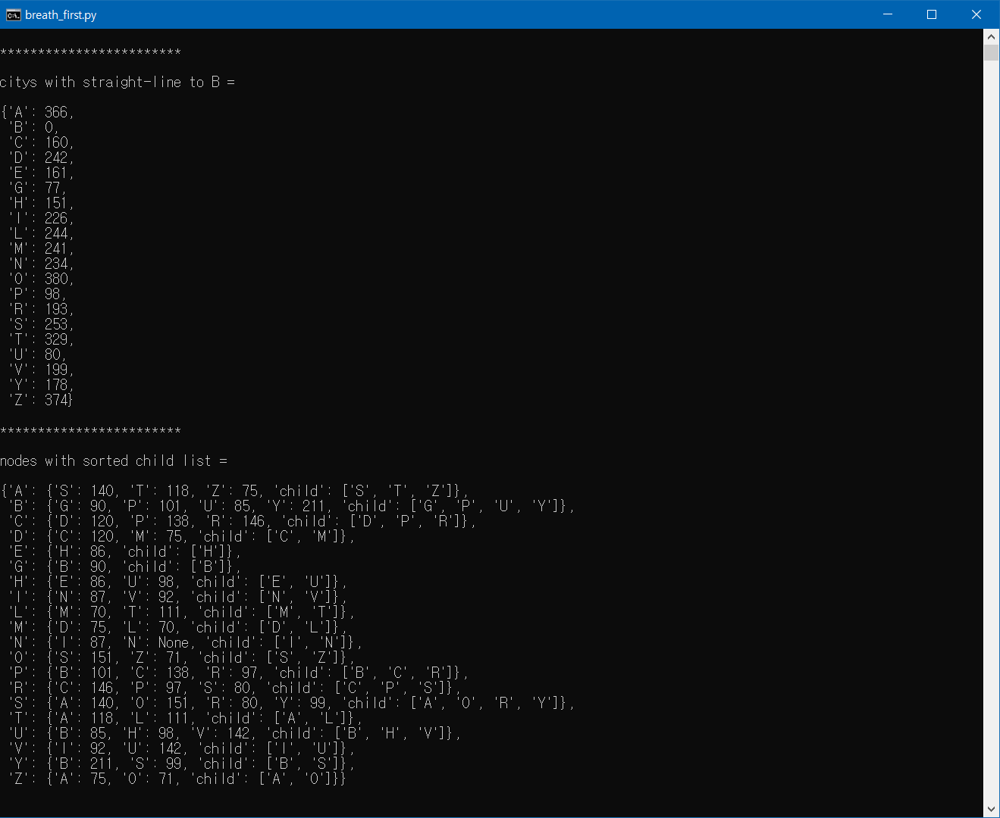 breath_first.py
************************
citys with straight-line to B =
{'A': 366,
'B': 0,
'C': 160,
'D': 242,
'E': 161,
'G': 77,
'H': 151,
'I': 226,
'L': 244,
'M': 241,
'N': 234,
'O': 380,
'P': 98,
'R': 193,
'S': 253,
'T': 329,
'U': 80,
'V': 199,
'Y': 178,
'Z': 374}
************************
nodes with sorted child list =
{'A': {'S': 140, 'T': 118, 'Z': 75, 'child': ['S', 'T', 'Z']},
'B': {'G': 90, 'P': 101, 'U': 85, 'Y': 211, 'child': ['G', 'P', 'U', 'Y']},
'C': {'D': 120, 'P': 138, 'R': 146, 'child': ['D', 'P', 'R']},
'D': {'C': 120, 'M': 75, 'child': ['C', 'M']},
'E': {'H': 86, 'child': ['H']},
'G': {'B': 90, 'child': ['B']},
'H': {'E': 86, 'U': 98, 'child': ['E', 'U']},
'I': {'N': 87, 'V': 92, 'child': ['N', 'V']},
'L': {'M': 70, 'T': 111, 'child': ['M', 'T']},
'M': {'D': 75, 'L': 70, 'child': ['D', 'L']},
'N': {'I': 87, 'N': None, 'child': ['I', 'N']},
'O': {'S': 151, 'Z': 71, 'child': ['S', 'Z']},
'P': {'B': 101, 'C': 138, 'R': 97, 'child': ['B', 'C', 'R']},
'R': {'C': 146, 'P': 97, 'S': 80, 'child': ['C', 'P', 'S']},
'S': {'A': 140, 'O': 151, 'R': 80, 'Y': 99, 'child': ['A', 'O', 'R', 'Y']},
'T': {'A': 118, 'L': 111, 'child': ['A', 'L']},
'U': {'B': 85, 'H': 98, 'V': 142, 'child': ['B', 'H', 'V']},
'V': {'I': 92, 'U': 142, 'child': ['I', 'U']},
'Y': {'B': 211, 'S': 99, 'child': ['B', 'S']},
'Z': {'A': 75, 'O': 71, 'child': ['A', 'O']}}